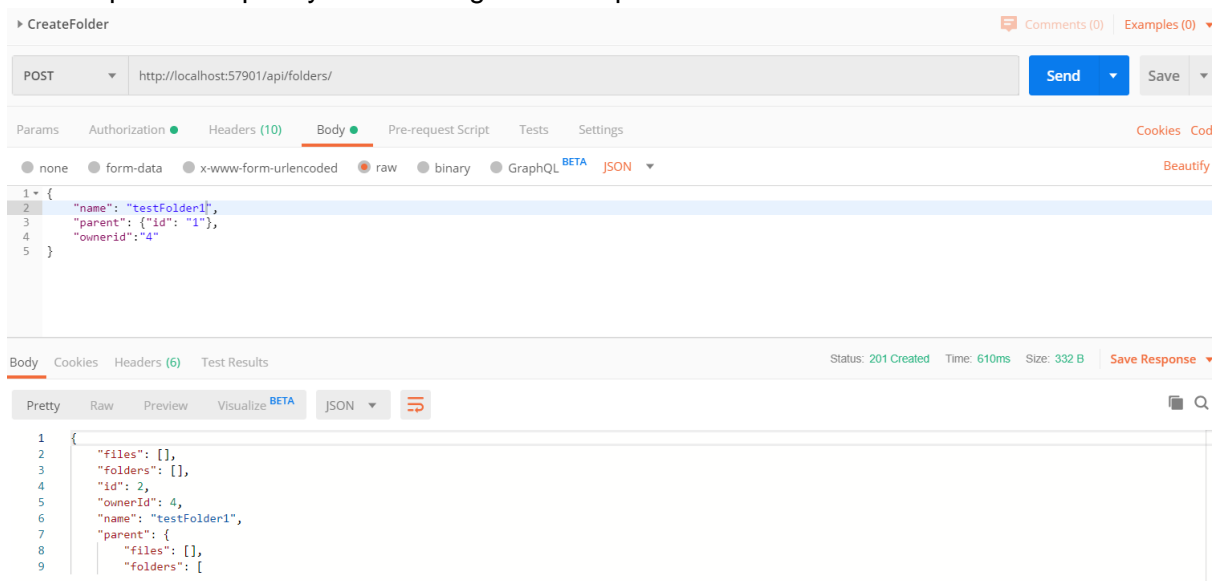 CreateFolder Comments (0) Examples (0)
POST http://localhost:57901/api/folders/ Send Save
Params Authorization Headers (10) Body Pre-request Script Tests Settings Cookies Cod
none form-data x-www-form-urlencoded raw binary GraphQL BETA JSON Beautify
1 {
2 "name": "testFolder1",
3 "parent": {"id": "1"},
4 "ownerid":"4"
5 }
Body Cookies Headers (6) Test Results Status: 201 Created Time: 610ms Size: 332 B Save Response
Pretty Raw Preview Visualize BETA JSON
1 {
2 "files": [],
3 "folders": [],
4 "id": 2,
5 "ownerId": 4,
6 "name": "testFolder1",
7 "parent": {
8 "files": [],
9 "folders": [